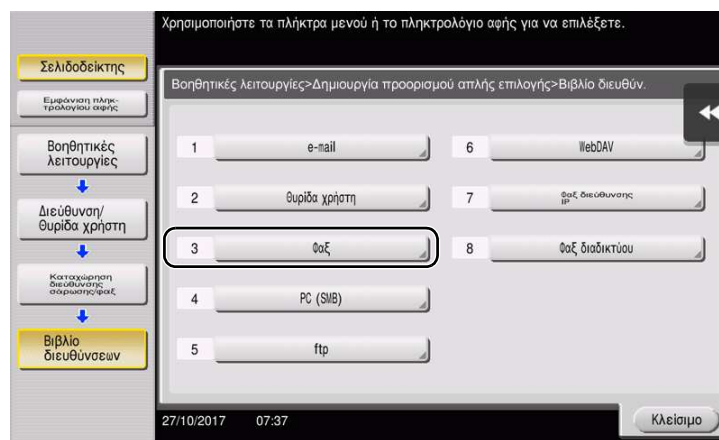 Χρησιμοποιήστε τα πλήκτρα μενού ή το πληκτρολόγιο αφής για να επιλέξετε.
Σελιδοδείκτης
Εμφάνιση πληκ-
τρολογίου αφής
Βοηθητικές λειτουργίες>Δημιουργία προορισμού απλής επιλογής>Βιβλίο διευθύν.
Βοηθητικές
λειτουργίες
Διεύθυνση/
Θυρίδα χρήστη
Καταχώρηση
διεύθυνσης
σάρωσης/φαξ
Βιβλίο
διευθύνσεων
1 e-mail 6 WebDAV
2 Θυρίδα χρήστη 7 Φαξ διεύθυνσης
IP
3 Φαξ 8 Φαξ διαδικτύου
4 PC (SMB)
5 ftp
27/10/2017 07:37 Κλείσιμο